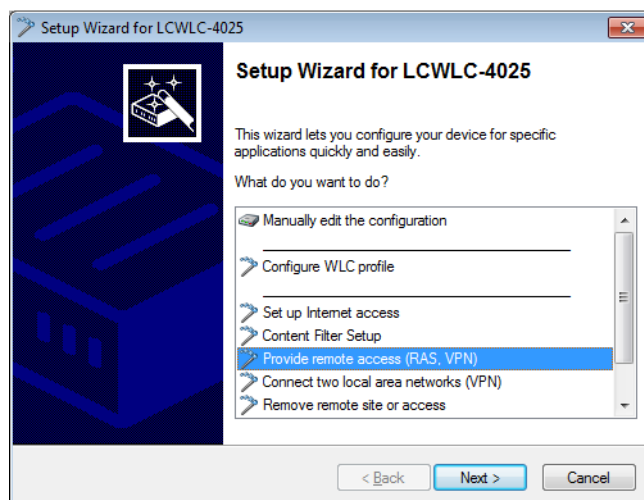 Setup Wizard for LCWLC-4025
Setup Wizard for LCWLC-4025
This wizard lets you configure your device for specific
applications quickly and easily.
What do you want to do?
Manually edit the configuration
Configure WLC profile
Set up Internet access
Content Filter Setup
Provide remote access (RAS, VPN)
Connect two local area networks (VPN)
Remove remote site or access
< Back Next > Cancel